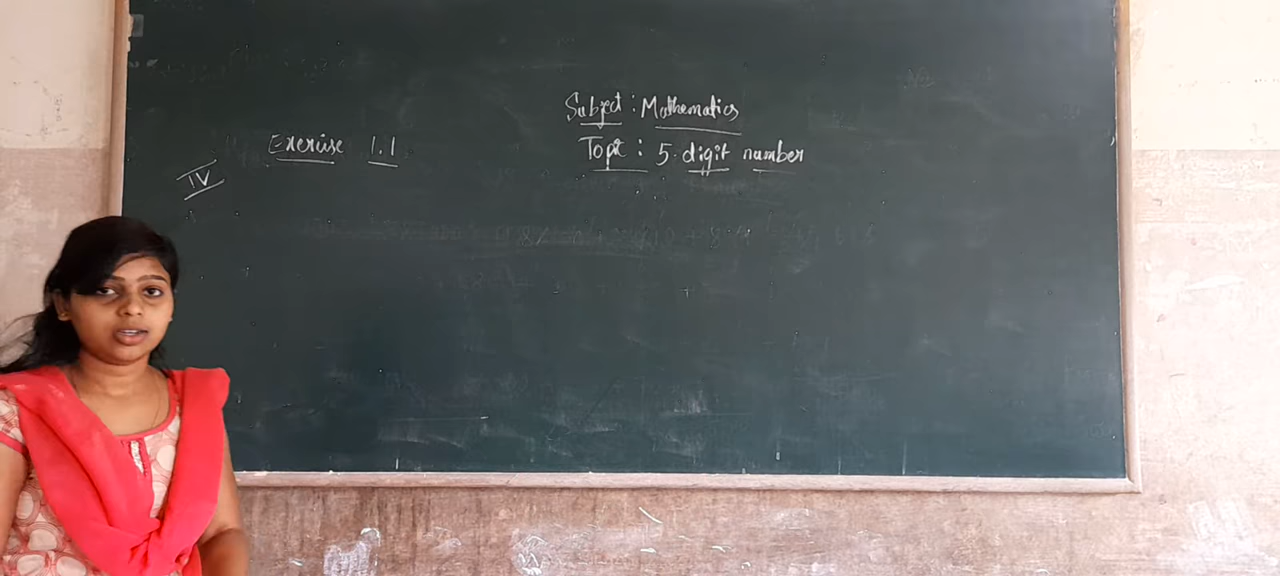 Subject : Mathematics
Topic : 5 digit number
Exercise 1.1
IV